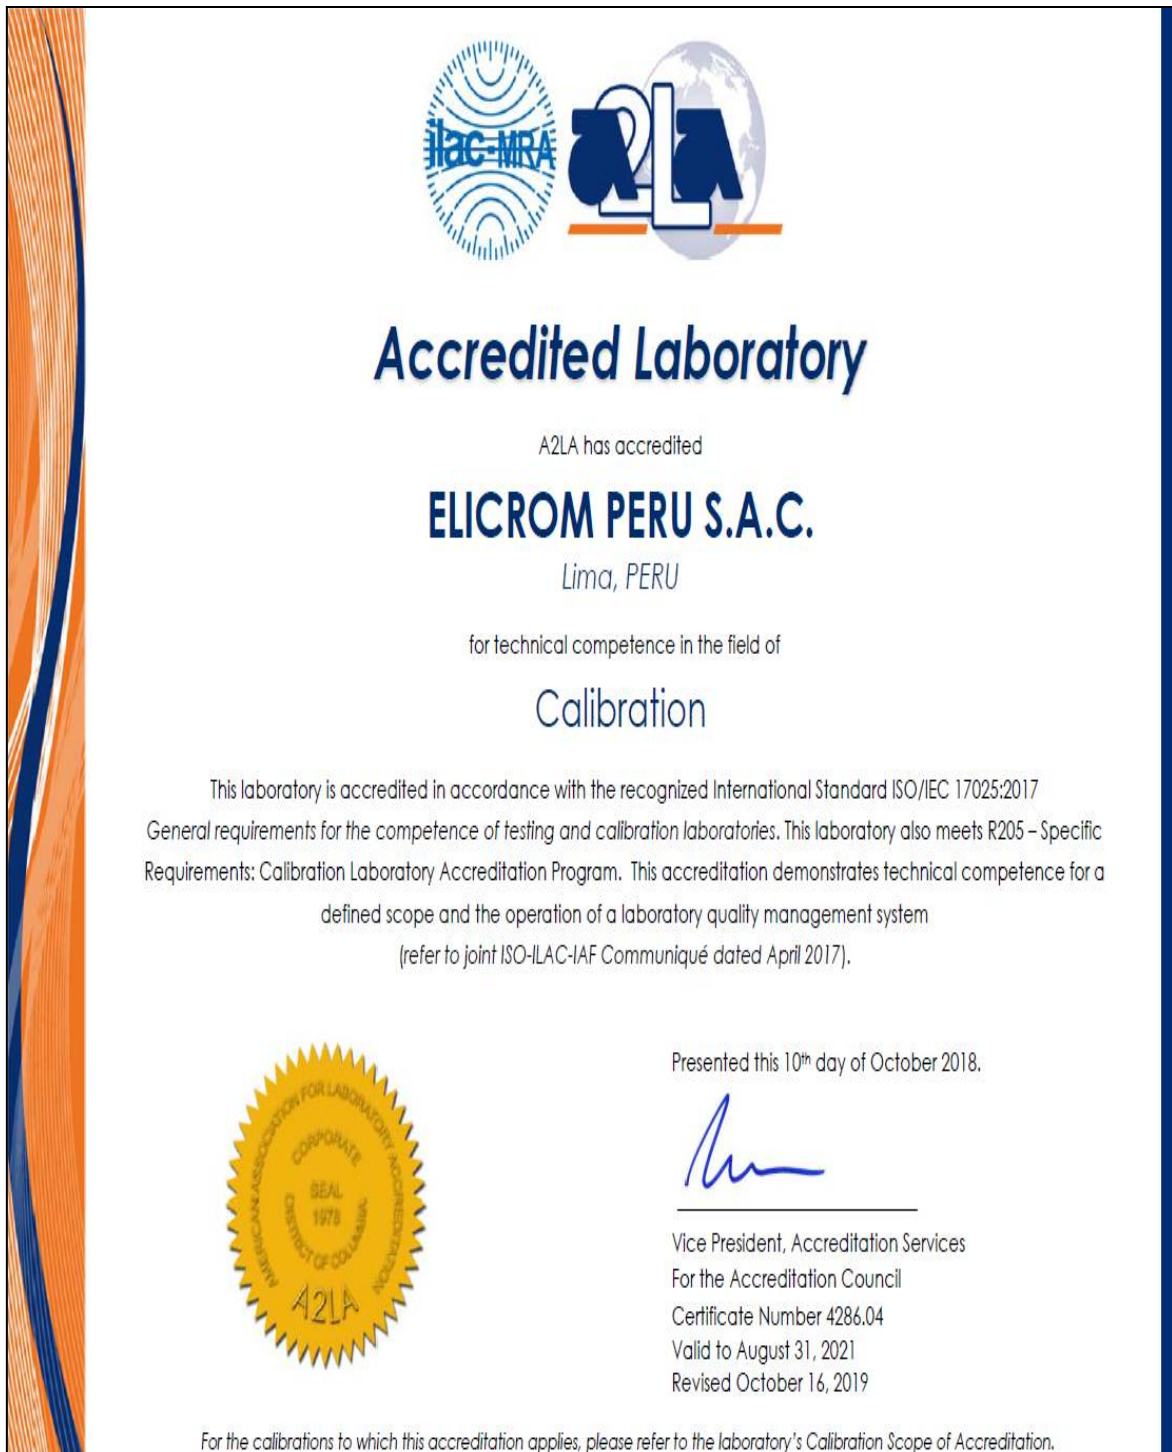 ilac-MRA
a2La
Accredited Laboratory
A2LA has accredited
ELICROM PERU S.A.C.
Lima, PERU
for technical competence in the field of
Calibration
This laboratory is accredited in accordance with the recognized International Standard ISO/IEC 17025:2017
General requirements for the competence of testing and calibration laboratories. This laboratory also meets R205 – Specific
Requirements: Calibration Laboratory Accreditation Program. This accreditation demonstrates technical competence for a
defined scope and the operation of a laboratory quality management system
(refer to joint ISO-ILAC-IAF Communiqué dated April 2017).
AMERICAN ASSOCIATION FOR LABORATORY ACCREDITATION
CORPORATE
SEAL
1978
DISTRICT OF COLUMBIA
A2LA
Presented this 10th day of October 2018.
Vice President, Accreditation Services
For the Accreditation Council
Certificate Number 4286.04
Valid to August 31, 2021
Revised October 16, 2019
For the calibrations to which this accreditation applies, please refer to the laboratory's Calibration Scope of Accreditation.